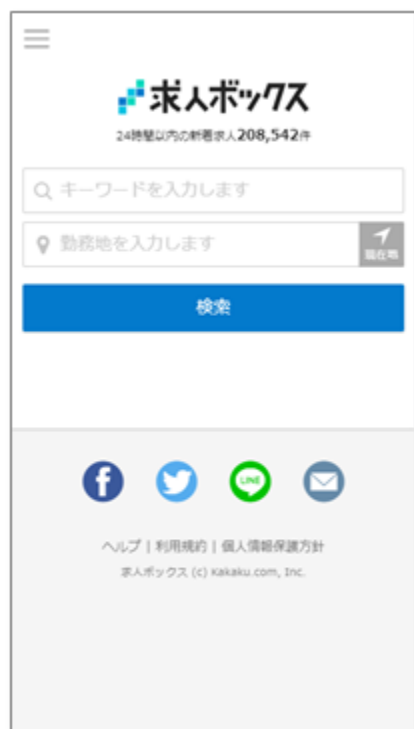 求人ボックス
24時間以内の新着求人208,542件
キーワードを入力します
勤務地を入力します
現在地
検索
LINE
ヘルプ | 利用規約 | 個人情報保護方針
求人ボックス (c) Kakaku.com, Inc.